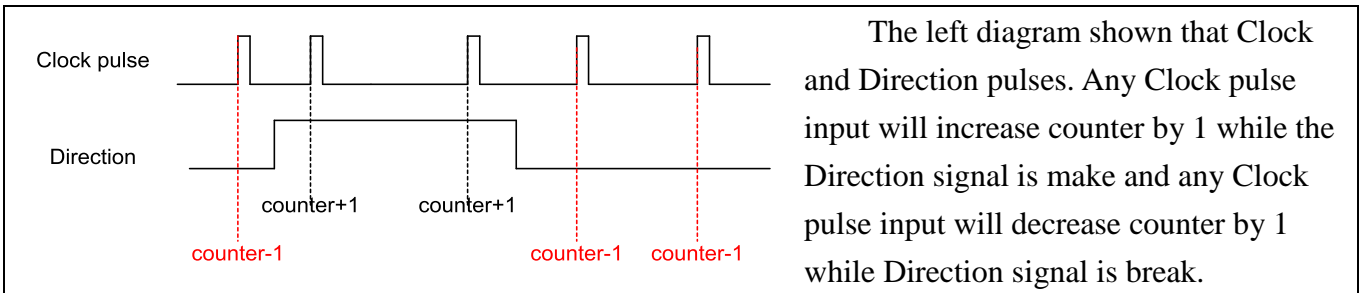 Clock pulse
Direction
counter+1 counter+1
counter-1 counter-1 counter-1
The left diagram shown that Clock
and Direction pulses. Any Clock pulse
input will increase counter by 1 while the
Direction signal is make and any Clock
pulse input will decrease counter by 1
while Direction signal is break.